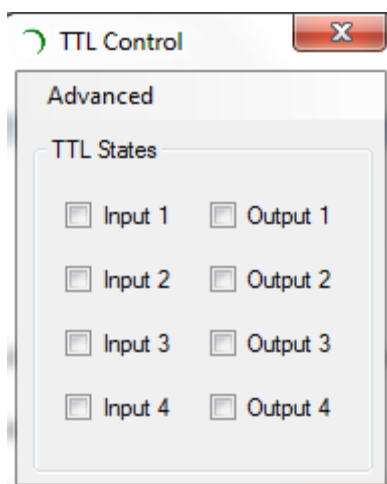 TTL Control
Advanced
TTL States
Input 1 Output 1
Input 2 Output 2
Input 3 Output 3
Input 4 Output 4